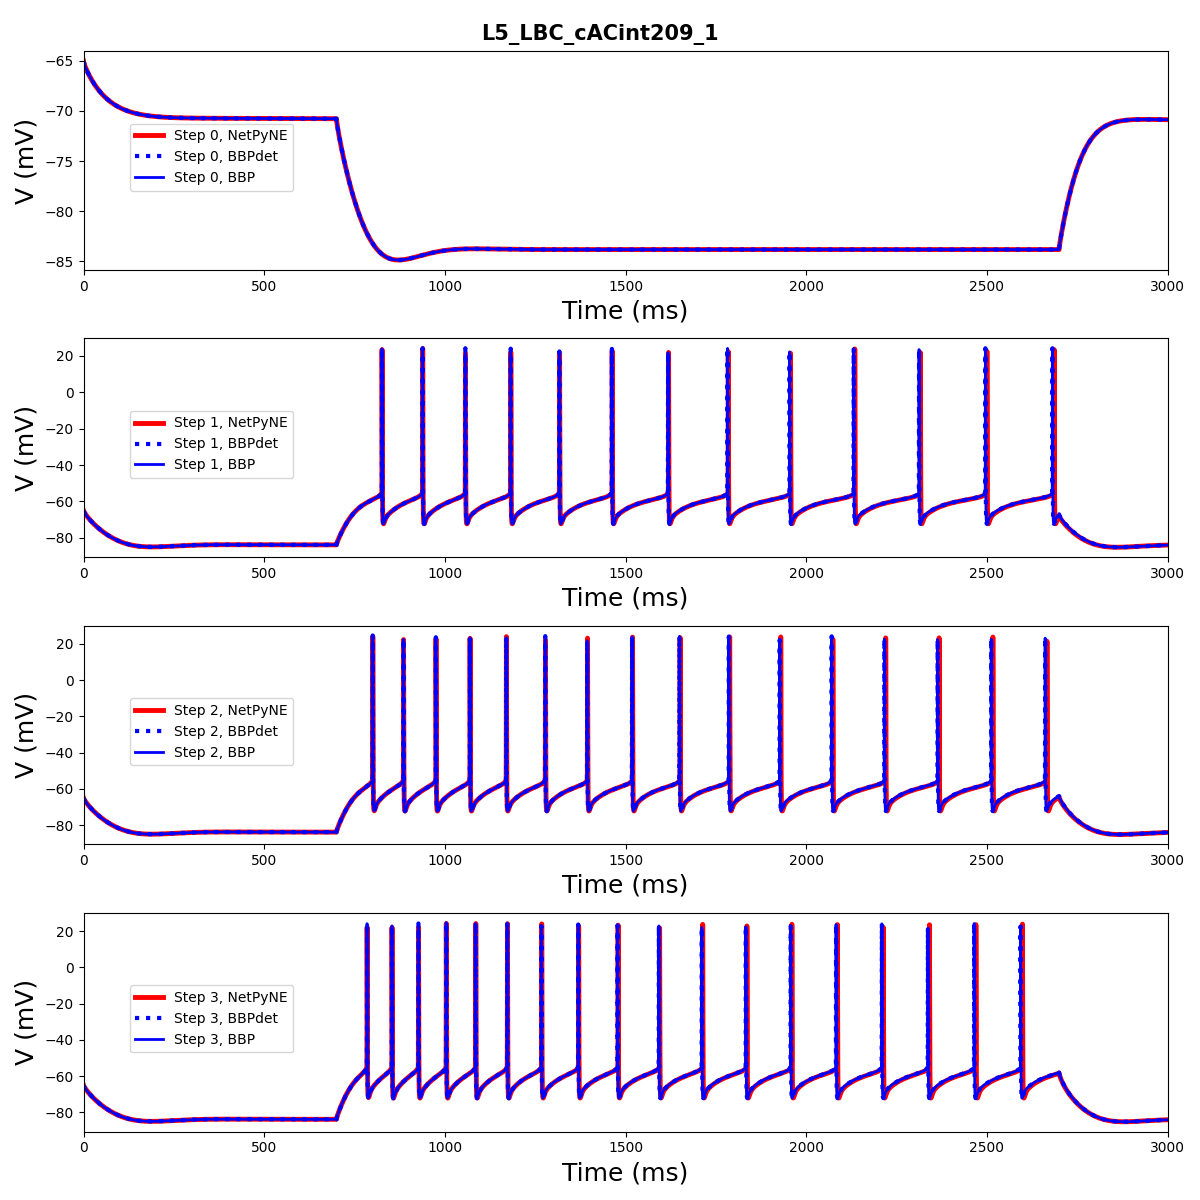 L5_LBC_cACint209_1
V (mV)
−65
−70
−75
−80
−85
Step 0, NetPyNE
Step 0, BBPdet
Step 0, BBP
0 500 1000 1500 2000 2500 3000
Time (ms)
V (mV)
20
0
−20
−40
−60
−80
Step 1, NetPyNE
Step 1, BBPdet
Step 1, BBP
0 500 1000 1500 2000 2500 3000
Time (ms)
V (mV)
20
0
−20
−40
−60
−80
Step 2, NetPyNE
Step 2, BBPdet
Step 2, BBP
0 500 1000 1500 2000 2500 3000
Time (ms)
V (mV)
20
0
−20
−40
−60
−80
Step 3, NetPyNE
Step 3, BBPdet
Step 3, BBP
0 500 1000 1500 2000 2500 3000
Time (ms)